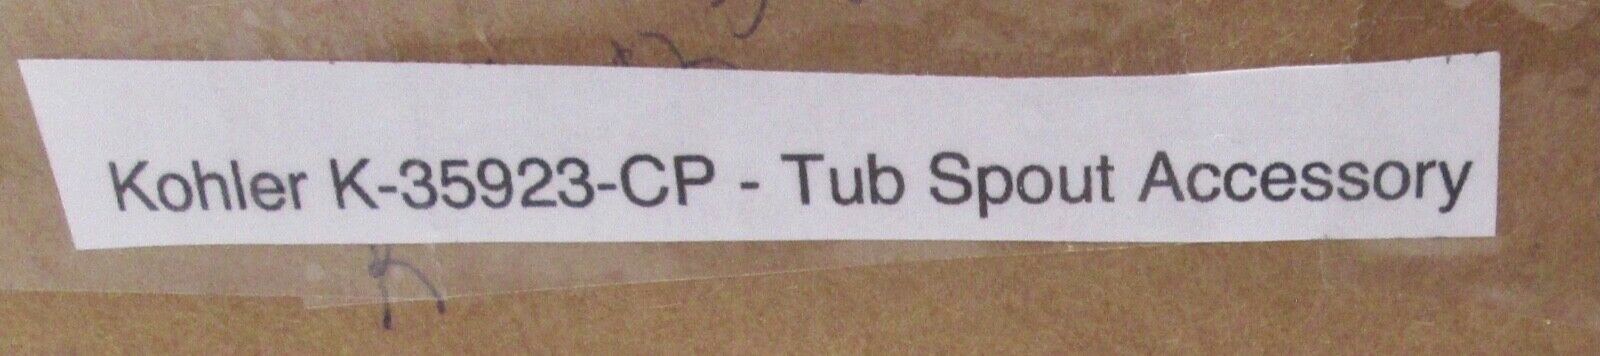 Kohler K-35923-CP - Tub Spout Accessory